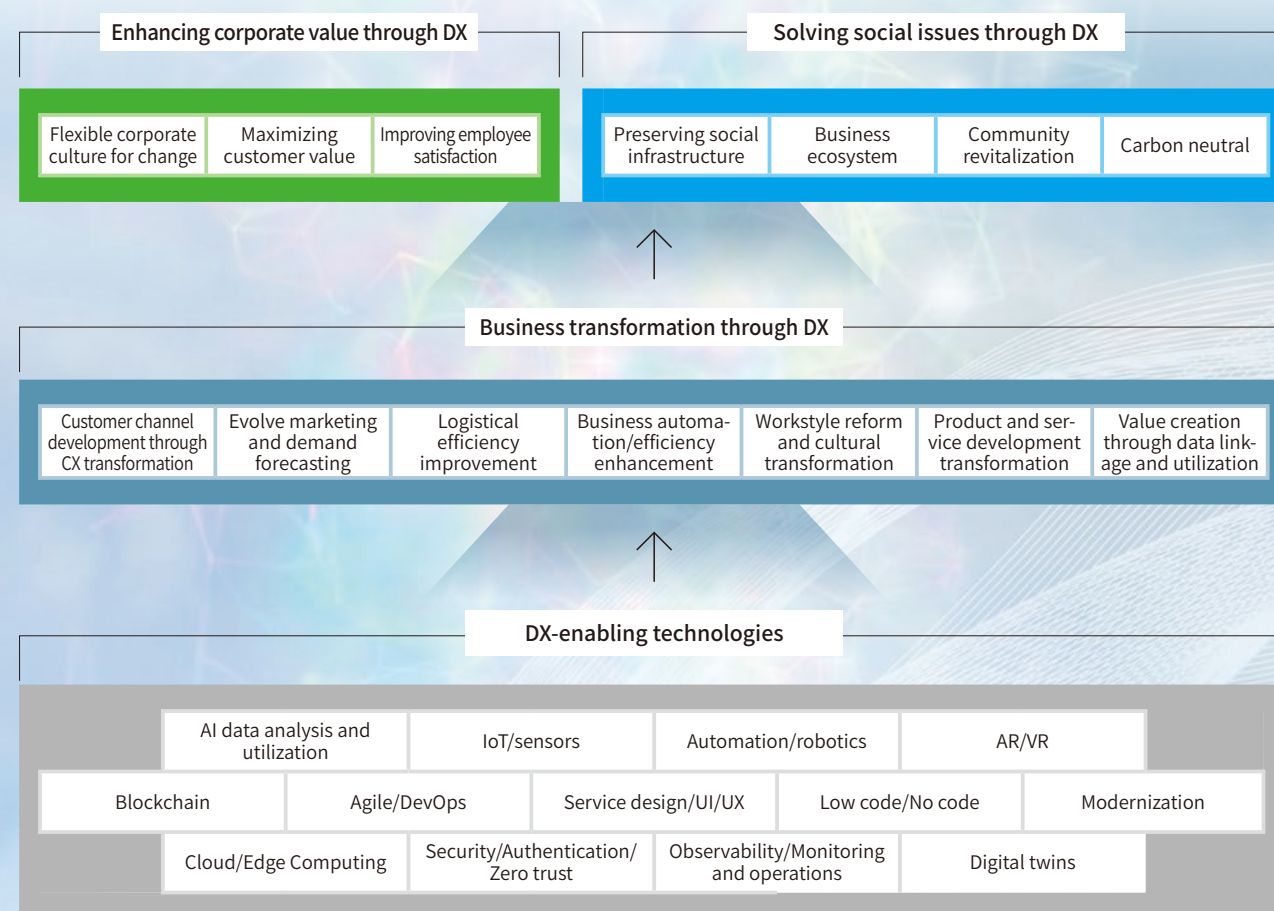 Enhancing corporate value through DX
Solving social issues through DX
Flexible corporate
culture for change
Maximizing
customer value
Improving employee
satisfaction
Preserving social
infrastructure
Business
ecosystem
Community
revitalization
Carbon neutral
Business transformation through DX
Customer channel
development through
CX transformation
Evolve marketing
and demand
forecasting
Logistical
efficiency
improvement
Business automa-
tion/efficiency
enhancement
Workstyle reform
and cultural
transformation
Product and ser-
vice development
transformation
Value creation
through data link-
age and utilization
DX-enabling technologies
AI data analysis and
utilization
IoT/sensors
Automation/robotics
AR/VR
Blockchain
Agile/DevOps
Service design/UI/UX
Low code/No code
Modernization
Cloud/Edge Computing
Security/Authentication/
Zero trust
Observability/Monitoring
and operations
Digital twins